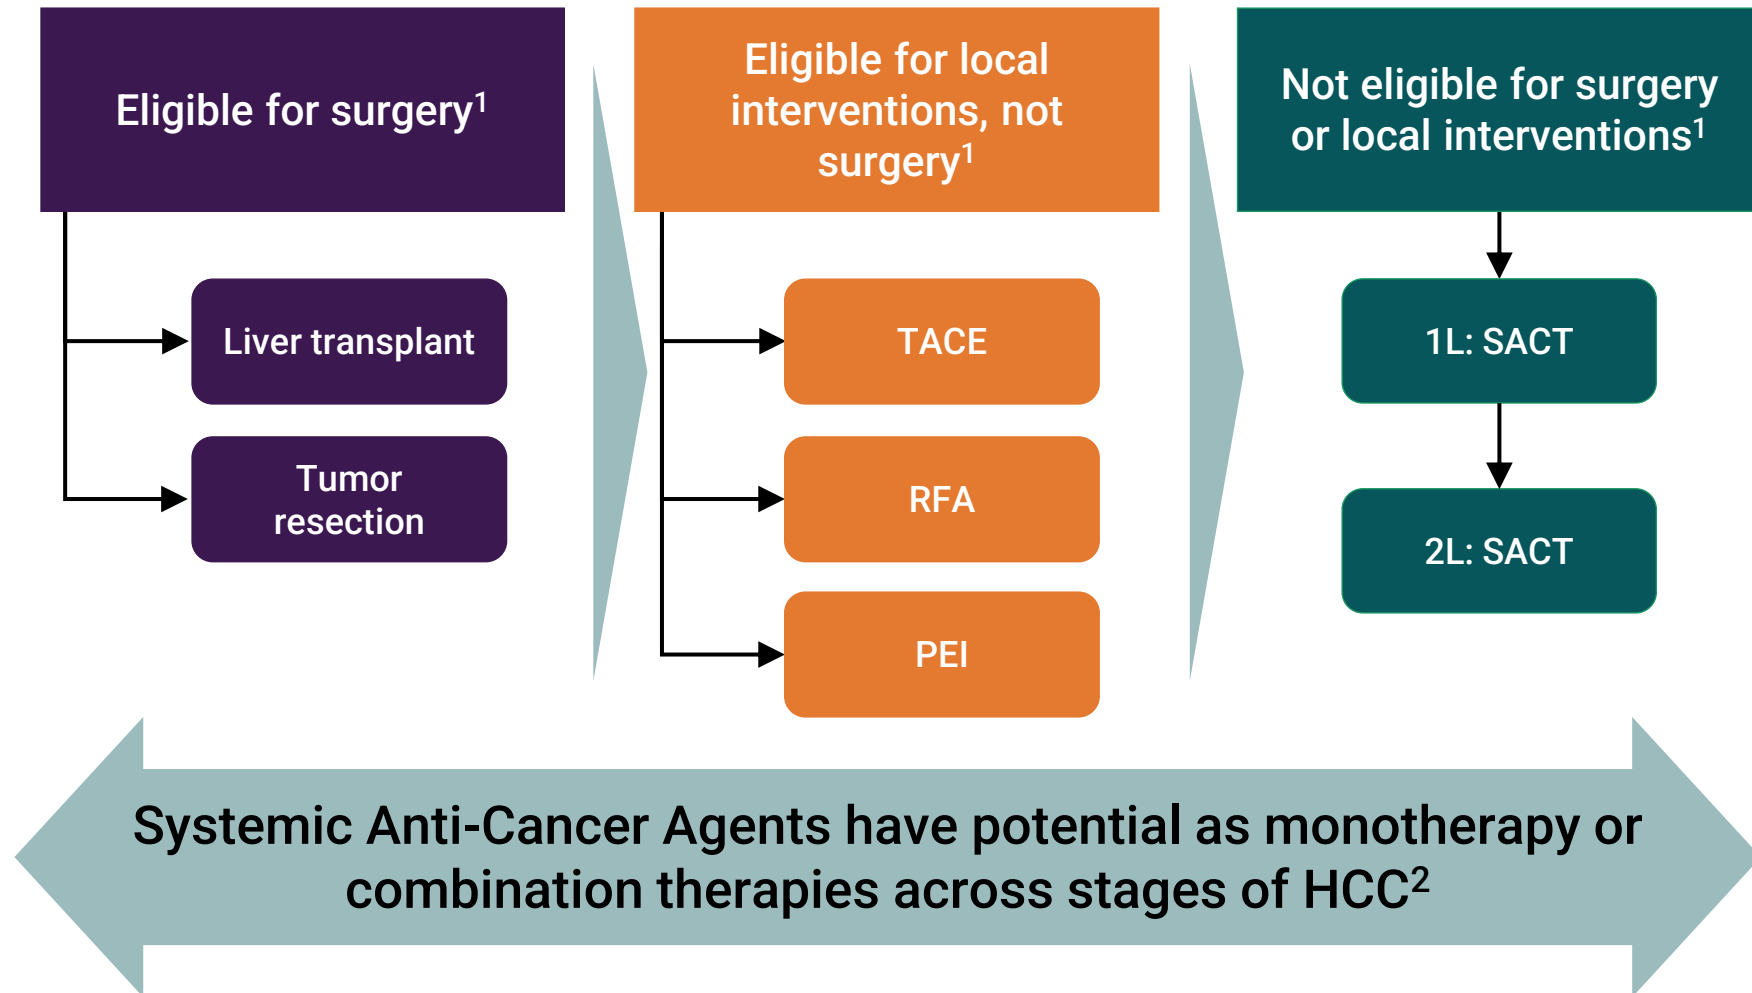 Eligible for surgery¹
Liver transplant
Tumor
resection
Eligible for local
interventions, not
surgery¹
TACE
RFA
PEI
Not eligible for surgery
or local interventions¹
1L: SACT
2L: SACT
Systemic Anti-Cancer Agents have potential as monotherapy or
combination therapies across stages of HCC²